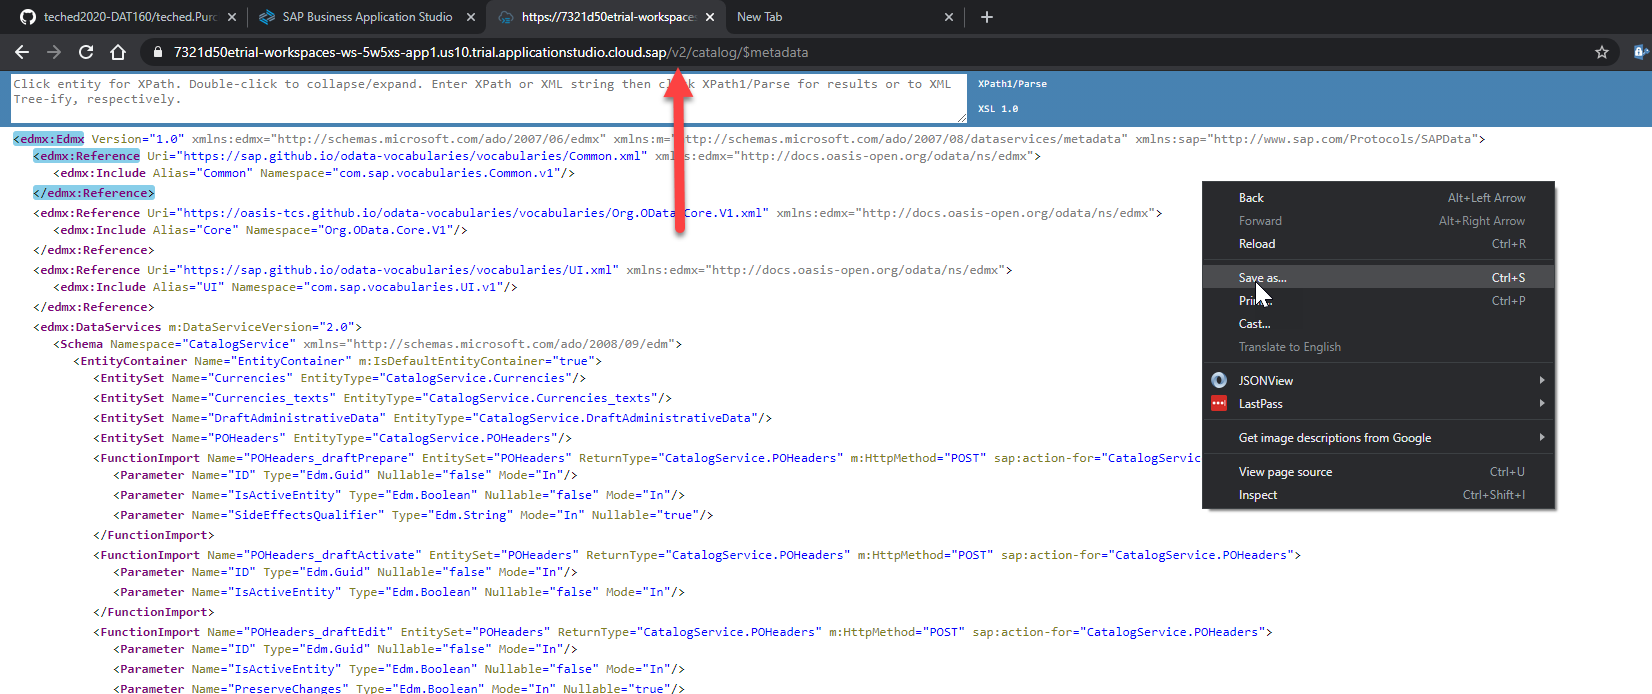 teched2020-DAT160/teched.Purc
SAP Business Application Studio
https://7321d50etrial-workspaces
New Tab
7321d50etrial-workspaces-ws-5w5xs-app1.us10.trial.applicationstudio.cloud.sap/v2/catalog/$metadata
Click entity for XPath. Double-click to collapse/expand. Enter XPath or XML string then XPath1/Parse for results or to XML
Tree-ify, respectively.
XPath1/Parse
XSL 1.0
<edmx:Edmx Version="1.0" xmlns:edmx="http://schemas.microsoft.com/ado/2007/06/edmx" xmlns:m="http://schemas.microsoft.com/ado/2007/08/dataservices/metadata" xmlns:sap="http://www.sap.com/Protocols/SAPData">
<edmx:Reference Uri="https://sap.github.io/odata-vocabularies/vocabularies/Common.xml" xmlns:edmx="http://docs.oasis-open.org/odata/ns/edmx">
<edmx:Include Alias="Common" Namespace="com.sap.vocabularies.Common.v1"/>
</edmx:Reference>
<edmx:Reference Uri="https://oasis-tcs.github.io/odata-vocabularies/vocabularies/Org.OData.Core.V1.xml" xmlns:edmx="http://docs.oasis-open.org/odata/ns/edmx">
<edmx:Include Alias="Core" Namespace="Org.OData.Core.V1"/>
</edmx:Reference>
<edmx:Reference Uri="https://sap.github.io/odata-vocabularies/vocabularies/UI.xml" xmlns:edmx="http://docs.oasis-open.org/odata/ns/edmx">
<edmx:Include Alias="UI" Namespace="com.sap.vocabularies.UI.v1"/>
</edmx:Reference>
<edmx:DataServices m:DataServiceVersion="2.0">
<Schema Namespace="CatalogService" xmlns="http://schemas.microsoft.com/ado/2008/09/edm">
<EntityContainer Name="EntityContainer" m:IsDefaultEntityContainer="true">
<EntitySet Name="Currencies" EntityType="CatalogService.Currencies"/>
<EntitySet Name="Currencies_texts" EntityType="CatalogService.Currencies_texts"/>
<EntitySet Name="DraftAdministrativeData" EntityType="CatalogService.DraftAdministrativeData"/>
<EntitySet Name="POHeaders" EntityType="CatalogService.POHeaders"/>
<FunctionImport Name="POHeaders_draftPrepare" EntitySet="POHeaders" ReturnType="CatalogService.POHeaders" m:HttpMethod="POST" sap:action-for="CatalogServic
<Parameter Name="ID" Type="Edm.Guid" Nullable="false" Mode="In"/>
<Parameter Name="IsActiveEntity" Type="Edm.Boolean" Nullable="false" Mode="In"/>
<Parameter Name="SideEffectsQualifier" Type="Edm.String" Mode="In" Nullable="true"/>
</FunctionImport>
<FunctionImport Name="POHeaders_draftActivate" EntitySet="POHeaders" ReturnType="CatalogService.POHeaders" m:HttpMethod="POST" sap:action-for="CatalogService.POHeaders">
<Parameter Name="ID" Type="Edm.Guid" Nullable="false" Mode="In"/>
<Parameter Name="IsActiveEntity" Type="Edm.Boolean" Nullable="false" Mode="In"/>
</FunctionImport>
<FunctionImport Name="POHeaders_draftEdit" EntitySet="POHeaders" ReturnType="CatalogService.POHeaders" m:HttpMethod="POST" sap:action-for="CatalogService.POHeaders">
<Parameter Name="ID" Type="Edm.Guid" Nullable="false" Mode="In"/>
<Parameter Name="IsActiveEntity" Type="Edm.Boolean" Nullable="false" Mode="In"/>
<Parameter Name="PreserveChanges" Type="Edm.Boolean" Mode="In" Nullable="true"/>
Back Alt+Left Arrow
Forward Alt+Right Arrow
Reload Ctrl+R
Save as... Ctrl+S
Ctrl+P
Cast...
Translate to English
JSONView
LastPass
Get image descriptions from Google
View page source Ctrl+U
Inspect Ctrl+Shift+I